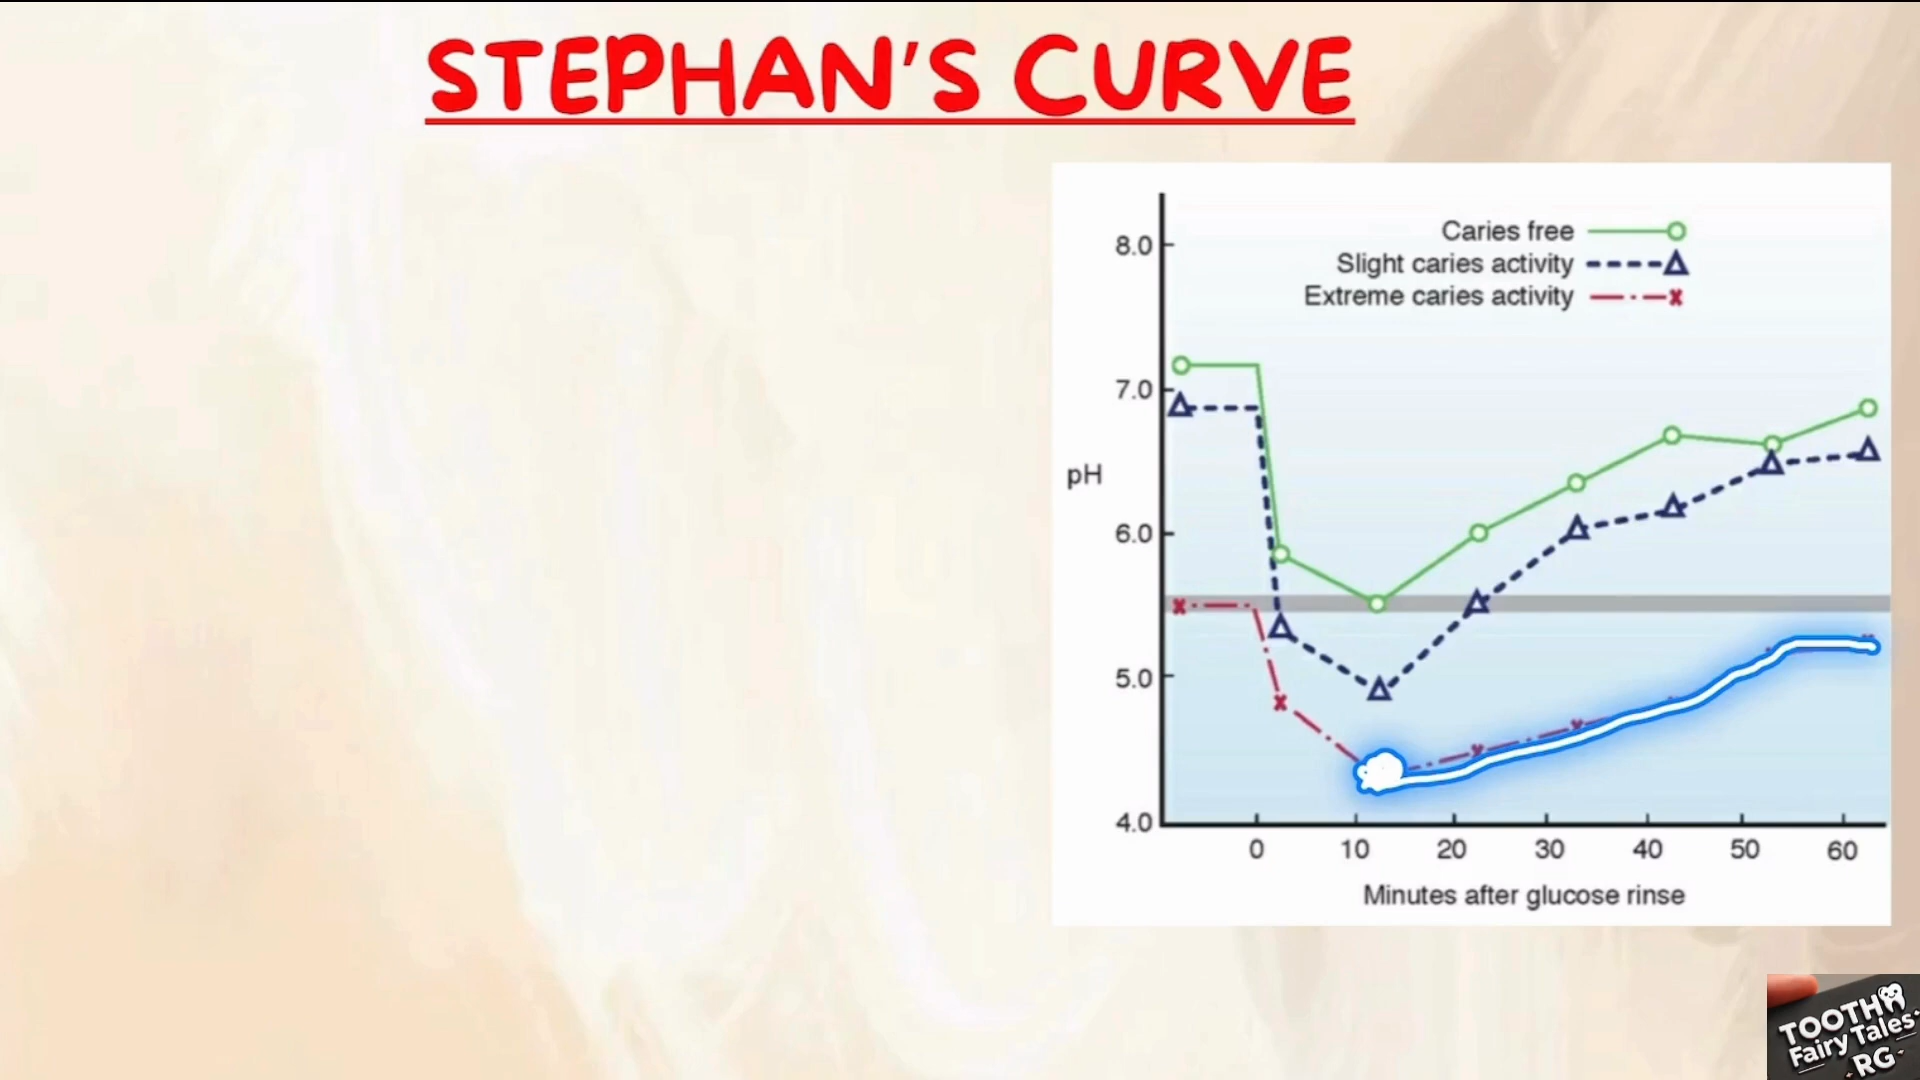 STEPHAN'S CURVE
Caries free
Slight caries activity
Extreme caries activity
8.0
7.0
pH
6.0
5.0
4.0
0 10 20 30 40 50 60
Minutes after glucose rinse
TOOTH
Fairy Tales
RG